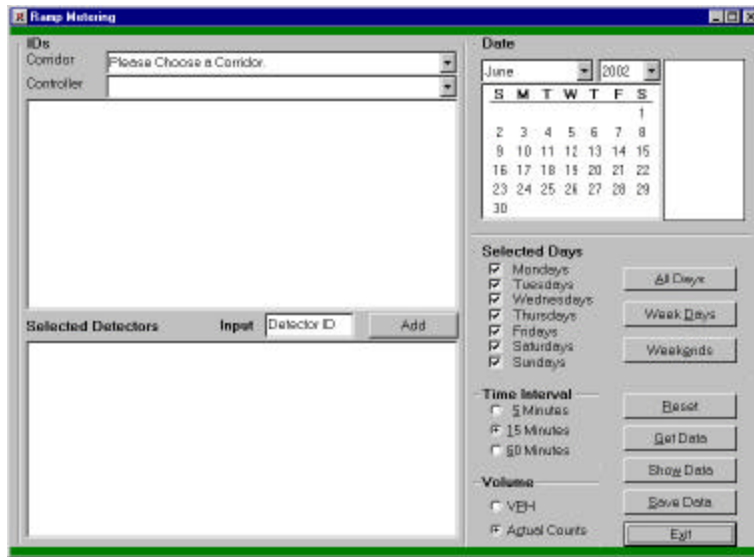 Ramp Metering
IDs
Corridor Please Choose a Corridor.
Controller
Selected Detectors Input Detector ID Add
Date
June 2002
S M T W T F S
1
2 3 4 5 6 7 8
9 10 11 12 13 14 15
16 17 18 19 20 21 22
23 24 25 26 27 28 29
30
Selected Days
Mondays
Tuesdays
Wednesdays
Thursdays
Fridays
Saturdays
Sundays
All Days
Week Days
Weekends
Time Interval
5 Minutes
15 Minutes
60 Minutes
Volume
VPH
Actual Counts
Reset
Get Data
Show Data
Save Data
Exit